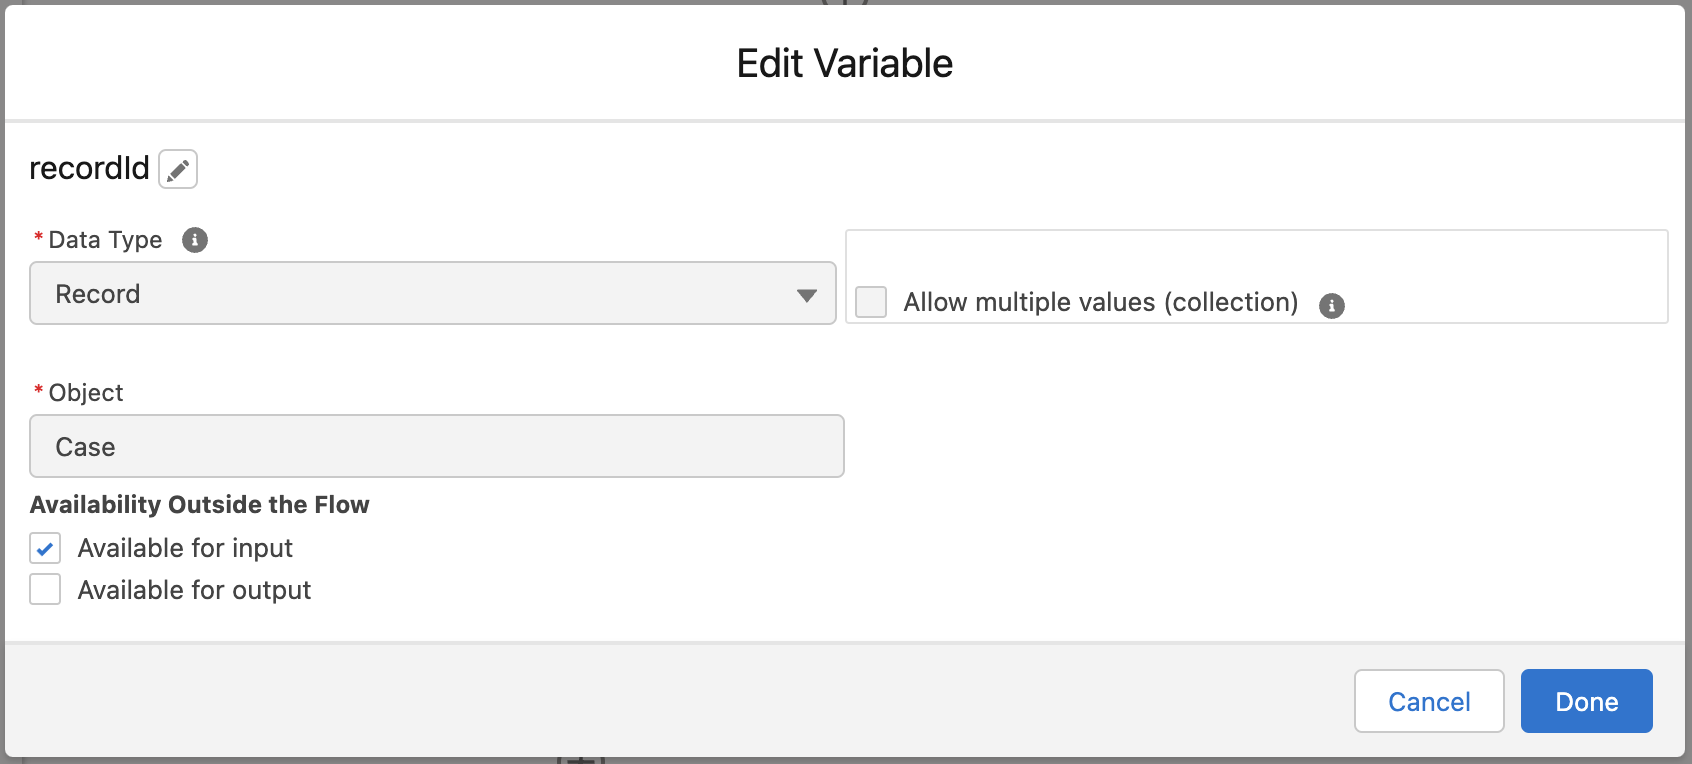 Edit Variable
recordId
* Data Type
Record
Allow multiple values (collection)
* Object
Case
Availability Outside the Flow
Available for input
Available for output
Cancel
Done